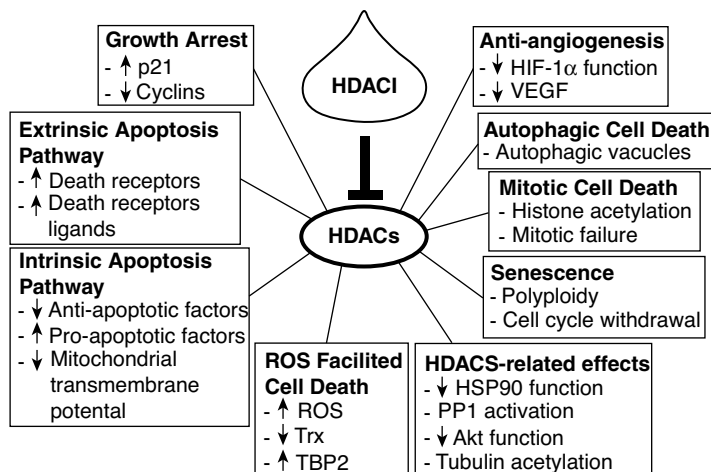 Growth Arrest
- ↑ p21
- ↓ Cyclins
Extrinsic Apoptosis
Pathway
- ↑ Death receptors
- ↑ Death receptors
ligands
Intrinsic Apoptosis
Pathway
- ↓ Anti-apoptotic factors
- ↑ Pro-apoptotic factors
- ↓ Mitochondrial
transmembrane
potental
HDACI
HDACs
ROS Facilited
Cell Death
- ↑ ROS
- ↓ Trx
- ↑ TBP2
Anti-angiogenesis
- ↓ HIF-1α function
- ↓ VEGF
Autophagic Cell Death
- Autophagic vacucles
Mitotic Cell Death
- Histone acetylation
- Mitotic failure
Senescence
- Polyploidy
- Cell cycle withdrawal
HDACS-related effects
- ↓ HSP90 function
- PP1 activation
- ↓ Akt function
- Tubulin acetylation